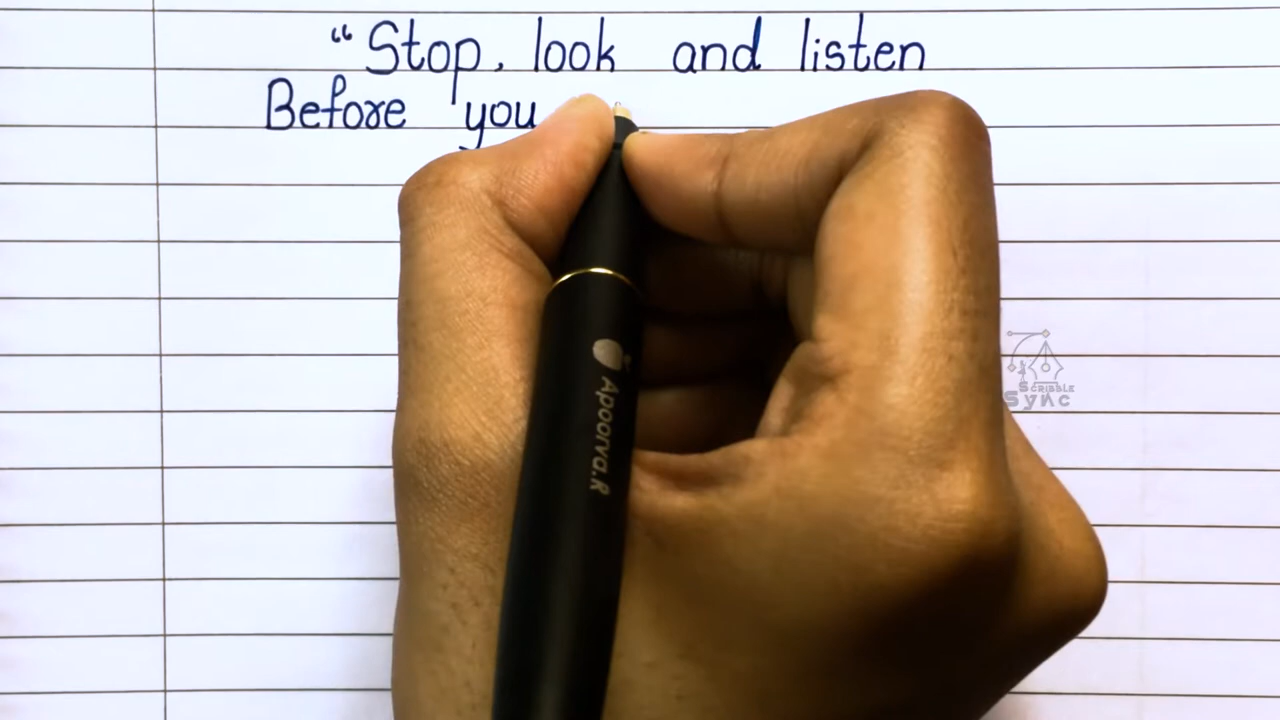 “Stop, look and listen
Before you
Apoorva.R
SCRIBBLE
Sync